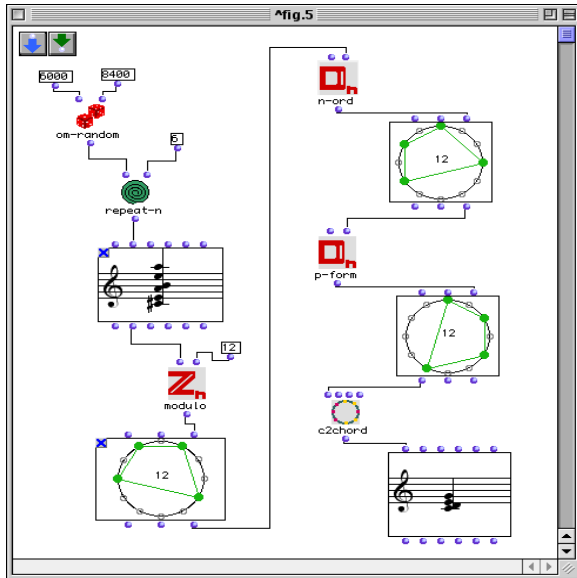 ^fig.5
6000
8400
om-random
6
repeat-n
12
modulo
12
n-ord
12
p-form
12
c2chord